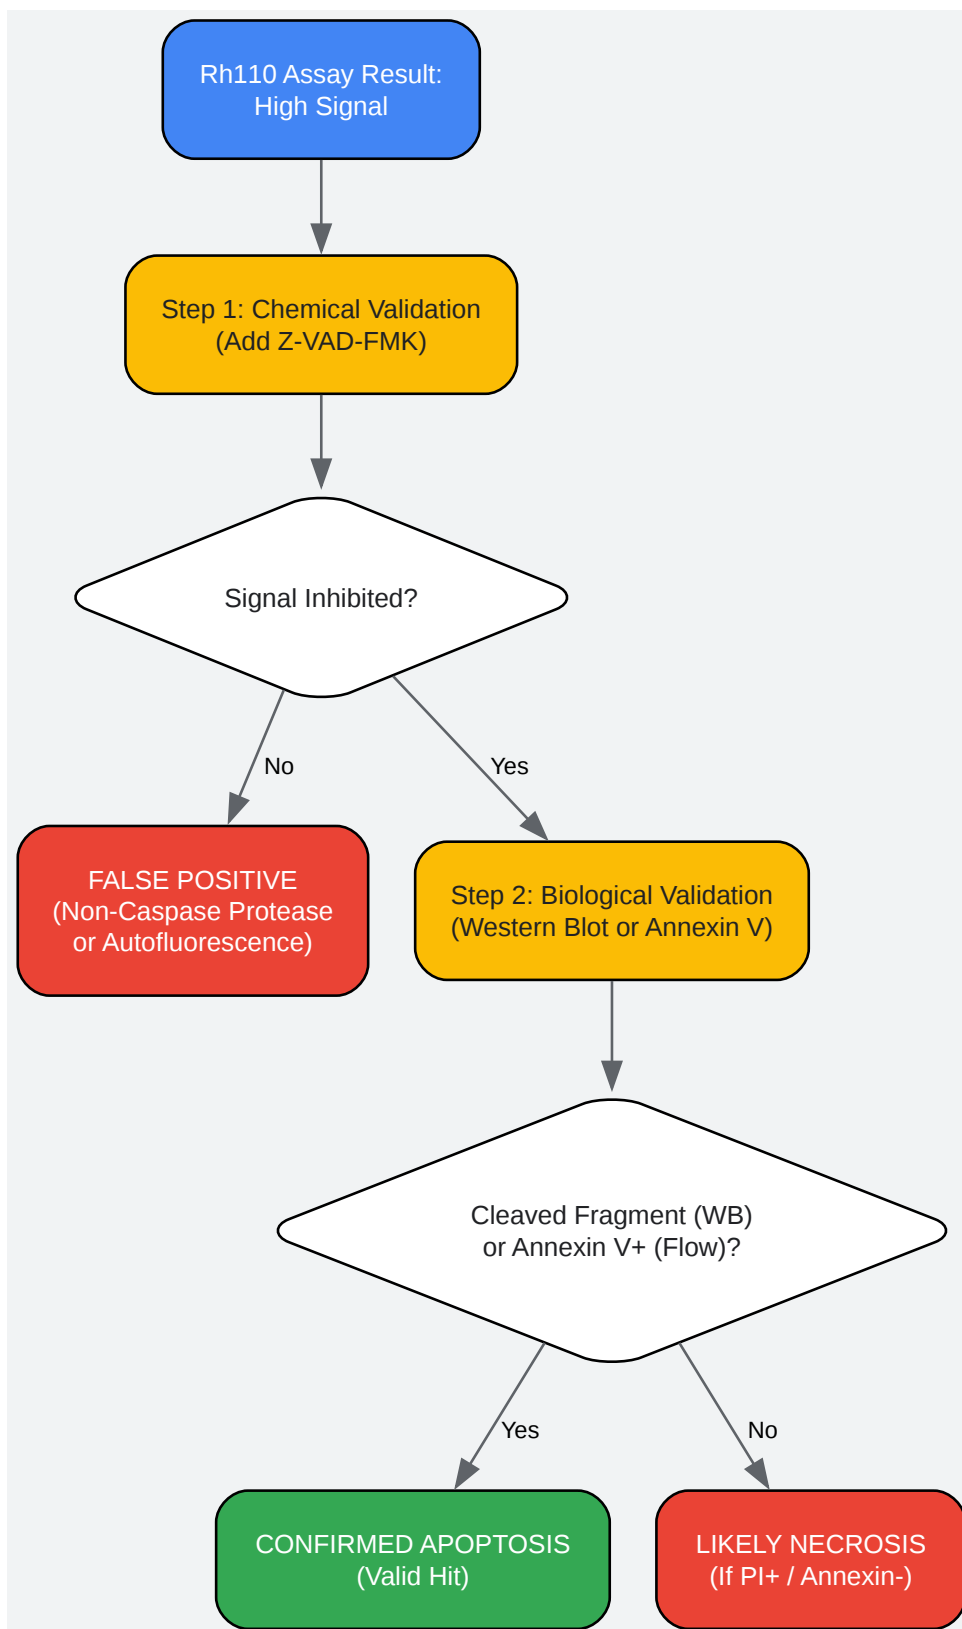 Rh110 Assay Result:
High Signal
Step 1: Chemical Validation
(Add Z-VAD-FMK)
Signal Inhibited?
No
Yes
FALSE POSITIVE
(Non-Caspase Protease
or Autofluorescence)
Step 2: Biological Validation
(Western Blot or Annexin V)
Cleaved Fragment (WB)
or Annexin V+ (Flow)?
Yes
No
CONFIRMED APOPTOSIS
(Valid Hit)
LIKELY NECROSIS
(If PI+ / Annexin-)